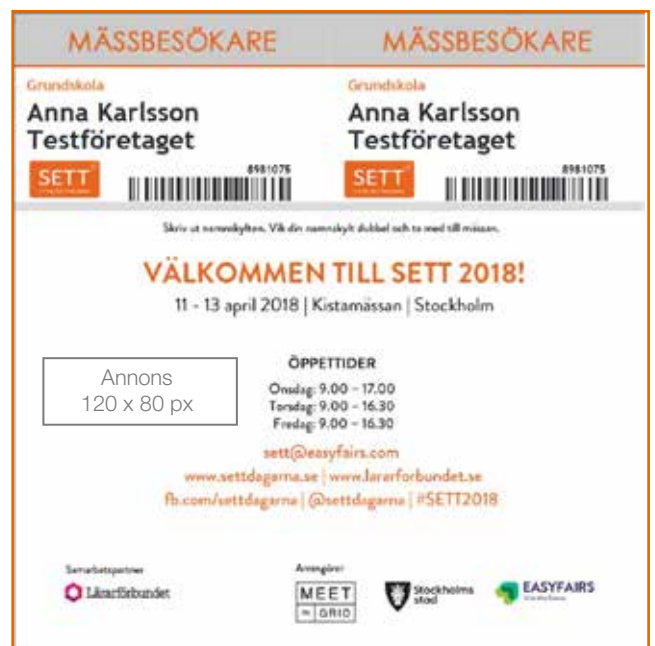 MÄSSBESÖKARE MÄSSBESÖKARE
Grundskola Grundskola
Anna Karlsson Anna Karlsson
Testföretaget Testföretaget
SETT 8981075 SETT 8981075
Skriv ut namnskylten. Vik din namnskylt dubbel och ta med till mässan.
VÄLKOMMEN TILL SETT 2018!
11 - 13 april 2018 | Kistamässan | Stockholm
Annons
120 x 80 px
ÖPPETTIDER
Onsdag: 9.00 – 17.00
Torsdag: 9.00 – 16.30
Fredag: 9.00 – 16.30
sett@easyfairs.com
www.settdagarna.se | www.lararforbundet.se
fb.com/settdagarna | @settdagarna | #SETT2018
Samarbetspartner Arrangörer
Lärarförbundet MEET IN GRID Stockholms stad EASYFAIRS